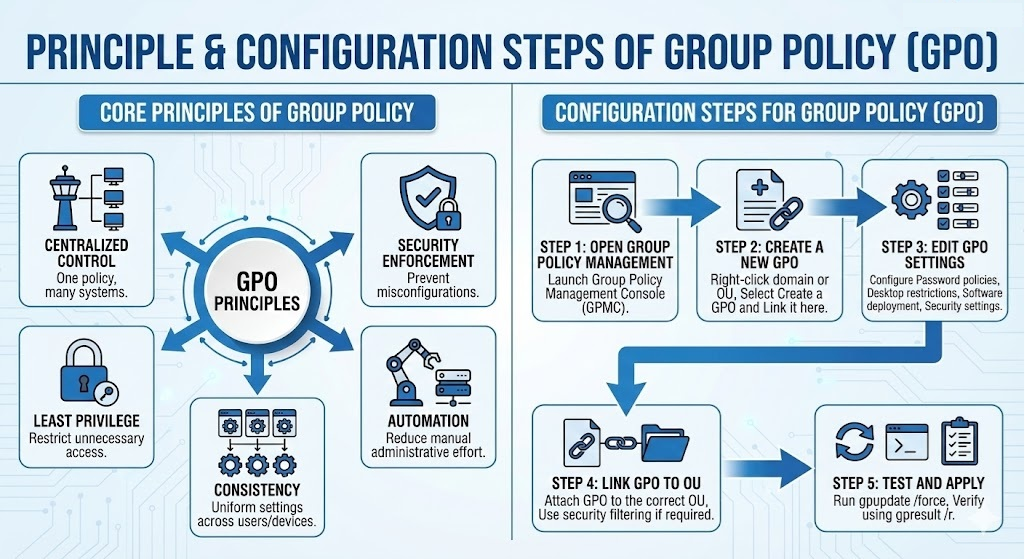 PRINCIPLE & CONFIGURATION STEPS OF GROUP POLICY (GPO)
CORE PRINCIPLES OF GROUP POLICY
CENTRALIZED
CONTROL
One policy,
many systems.
SECURITY
ENFORCEMENT
Prevent
misconfigurations.
GPO
PRINCIPLES
LEAST PRIVILEGE
Restrict unnecessary
access.
AUTOMATION
Reduce manual
administrative effort.
CONSISTENCY
Uniform settings
across users/devices.
CONFIGURATION STEPS FOR GROUP POLICY (GPO)
STEP 1: OPEN GROUP
POLICY MANAGEMENT
Launch Group Policy
Management Console
(GPMC).
STEP 2: CREATE A
NEW GPO
Right-click domain or
OU, Select Create a
GPO and Link it here.
STEP 3: EDIT GPO
SETTINGS
Configure Password policies,
Desktop restrictions, Software
deployment, Security settings.
STEP 4: LINK GPO TO OU
Attach GPO to the correct OU,
Use security filtering if required.
STEP 5: TEST AND APPLY
Run gpupdate /force, Verify
using gpresult /r.